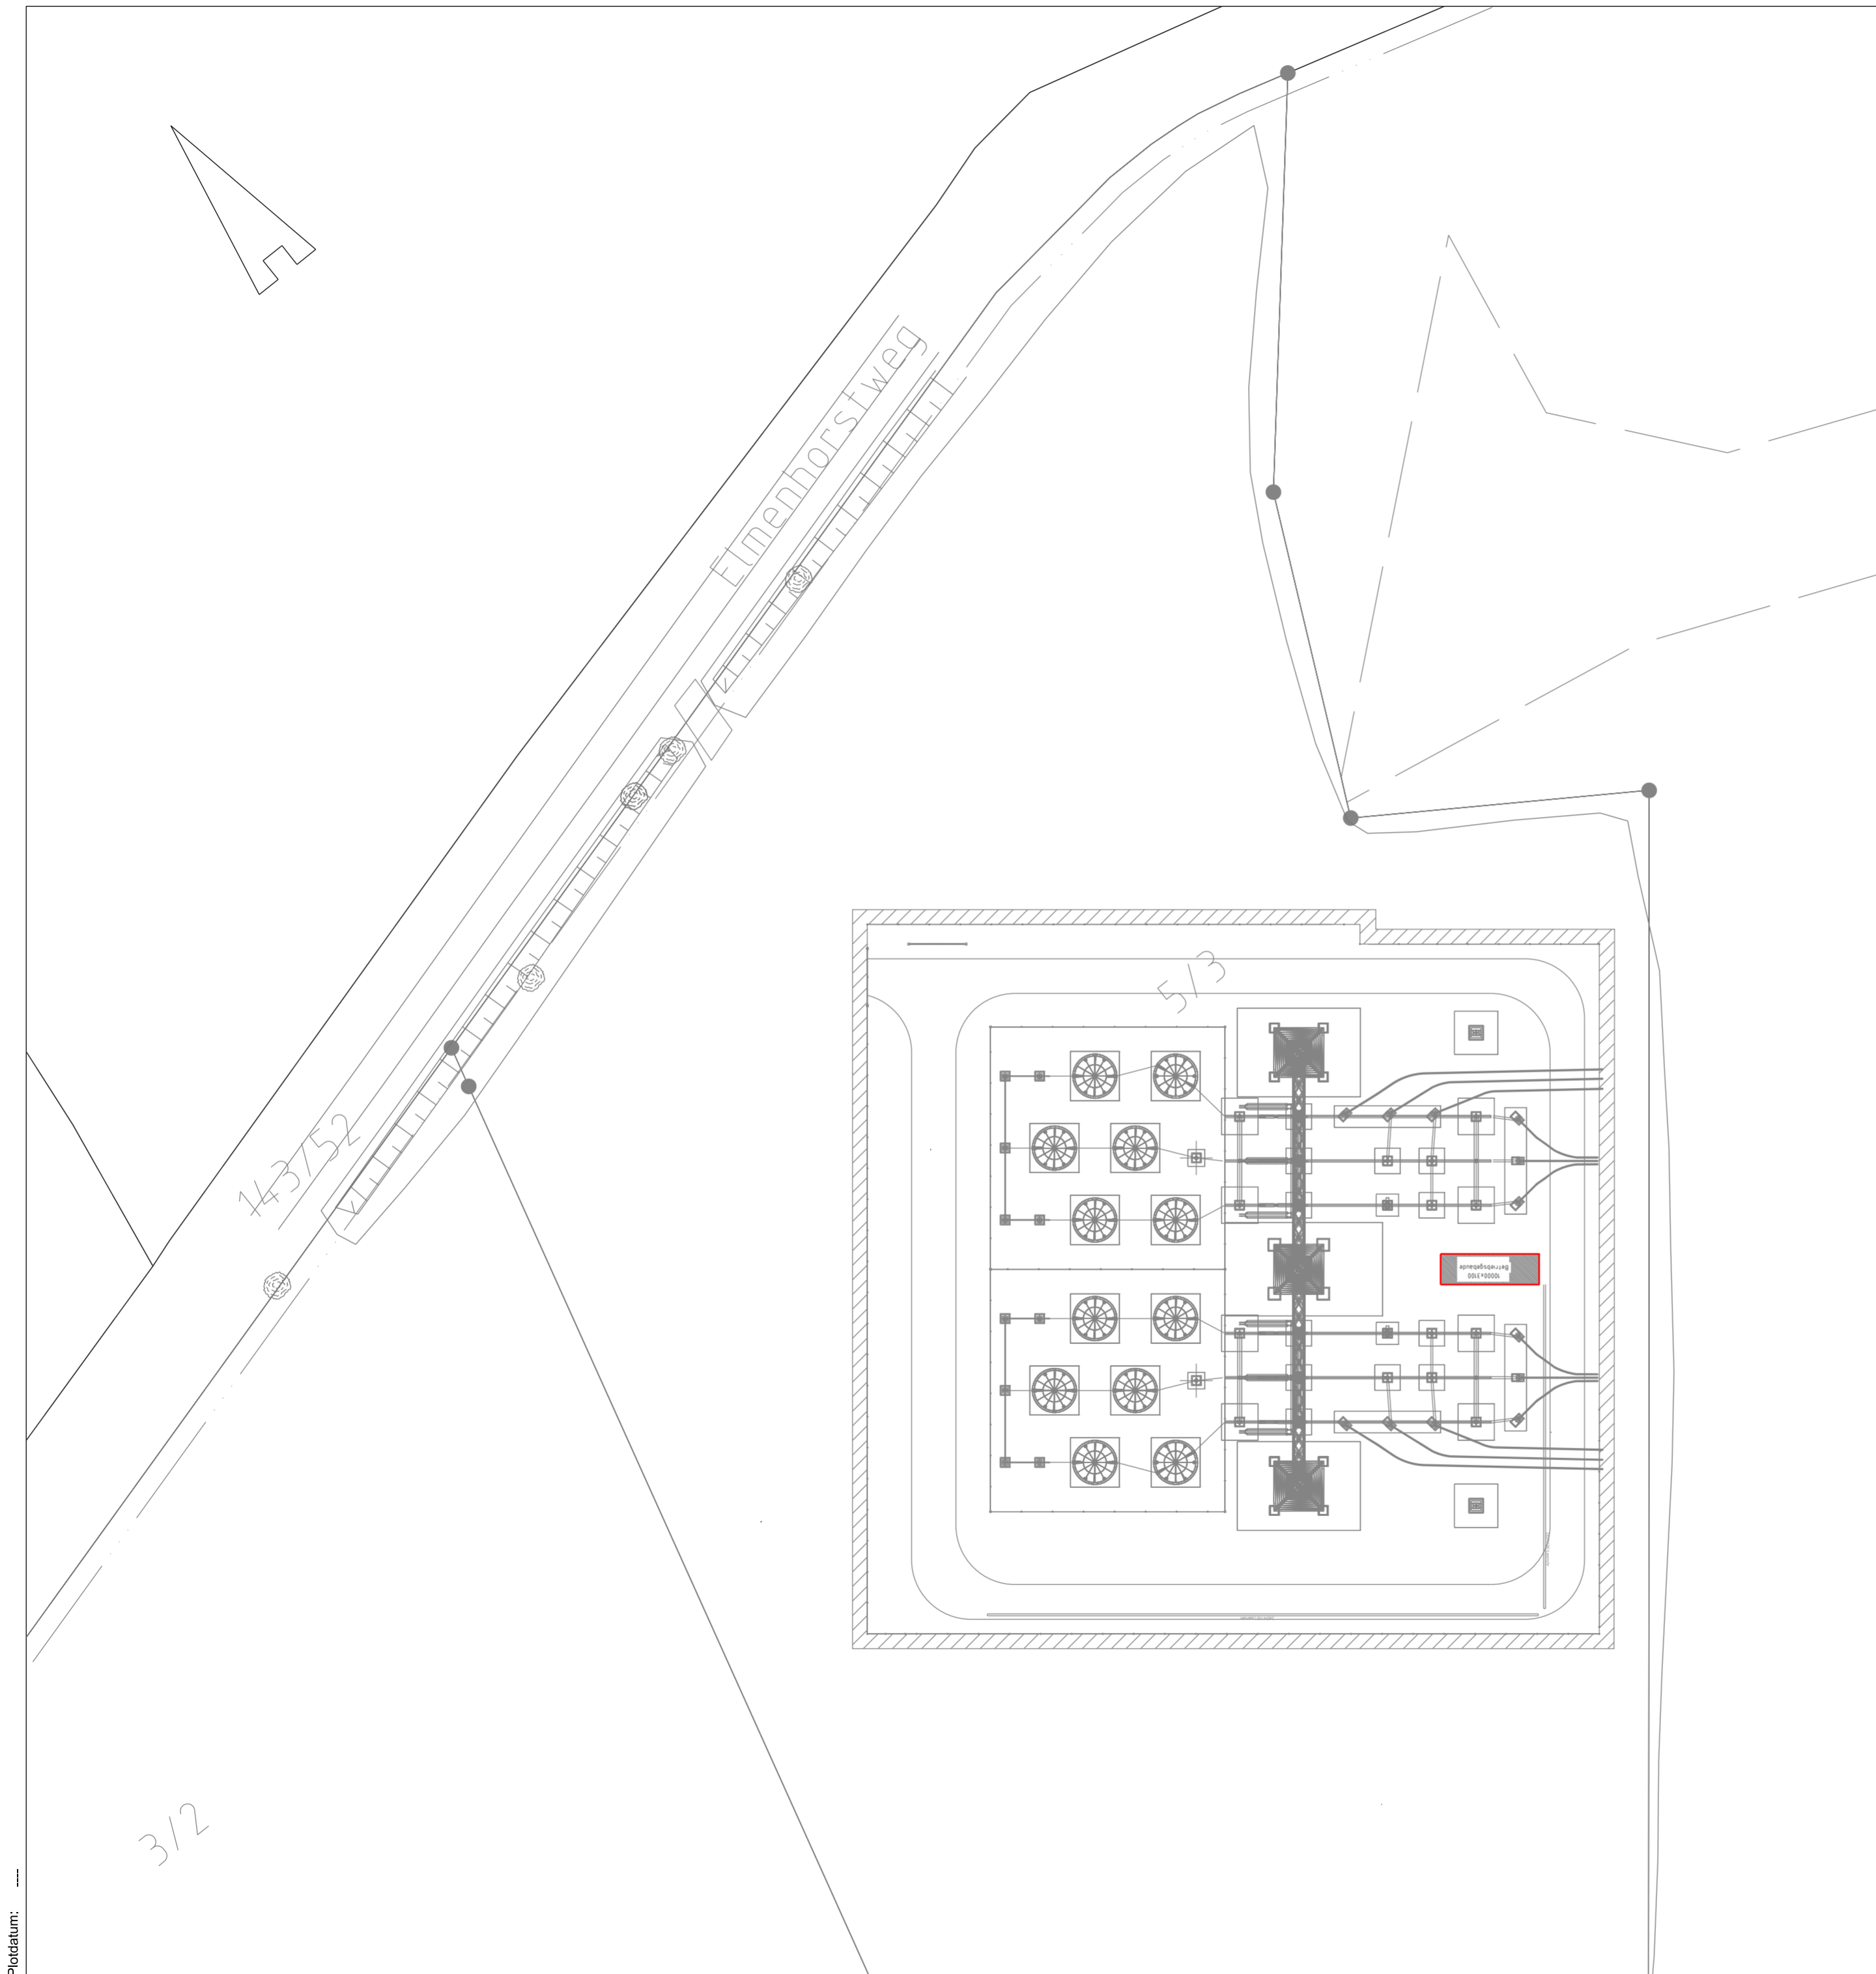 Elmenhorstweg
5/3
143/52
Betriebsgebäude
10000x3100
3/2
Plotdatum: ----